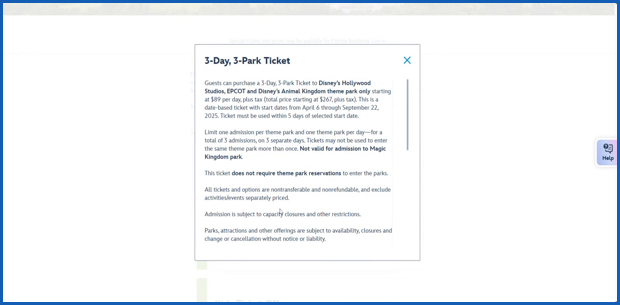 3-Day, 3-Park Ticket
Guests can purchase a 3-Day, 3-Park Ticket to Disney's Hollywood
Studios, EPCOT and Disney's Animal Kingdom theme park only starting
at $89 per day, plus tax (total price starting at $267, plus tax). This is a
date-based ticket with start dates from April 6 through September 22,
2025. Ticket must be used within 5 days of selected start date.
Limit one admission per theme park and one theme park per day—for a
total of 3 admissions, on 3 separate days. Tickets may not be used to enter
the same theme park more than once. Not valid for admission to Magic
Kingdom park.
This ticket does not require theme park reservations to enter the parks.
All tickets and options are nontransferable and nonrefundable, and exclude
activities/events separately priced.
Admission is subject to capacity closures and other restrictions.
Parks, attractions and other offerings are subject to availability, closures and
change or cancellation without notice or liability.
Help